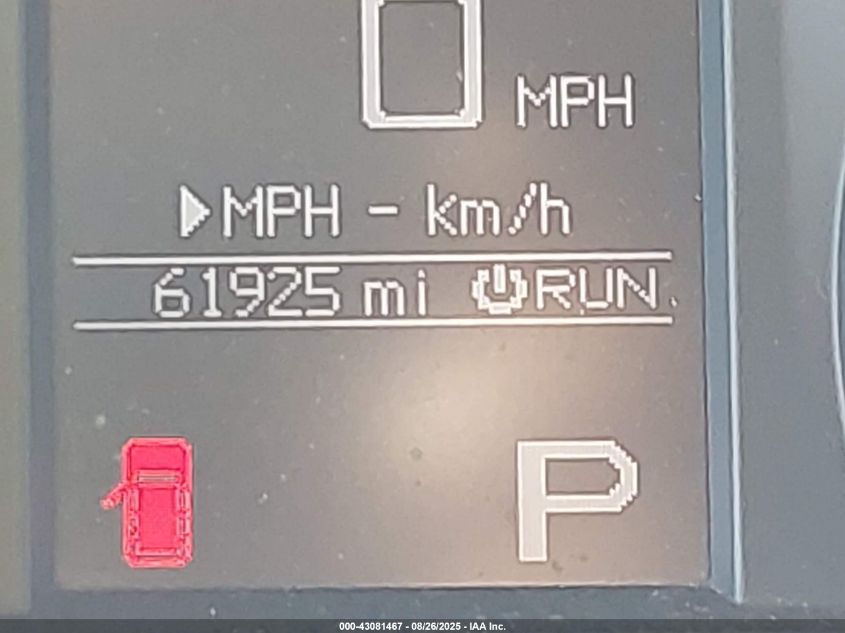 0 MPH
MPH - km/h
61925 mi RUN
P
000-43081467 - 08/26/2025 - IAA Inc.